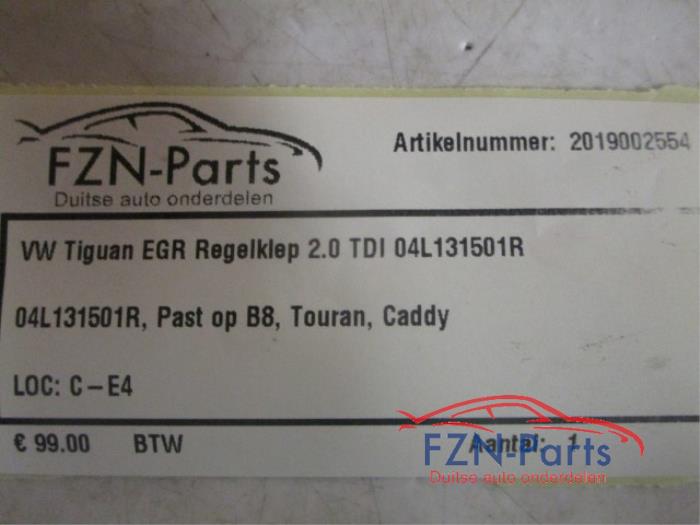 FZN-Parts
Duitse auto onderdelen
Artikelnummer: 2019002554
VW Tiguan EGR Regelklep 2.0 TDI 04L131501R
04L131501R, Past op B8, Touran, Caddy
LOC: C-E4
€ 99.00 BTW Aantal: 1
FZN-Parts
Duitse auto onderdelen